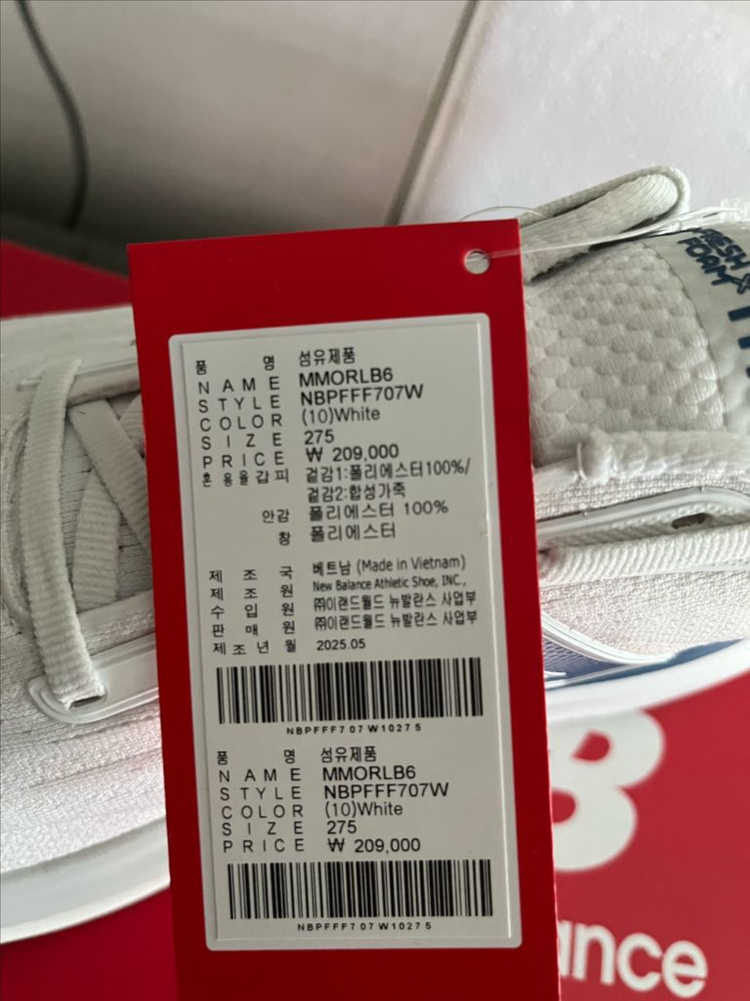 FRESH
FOAM X
품 명 섬유제품
NAME MMORLB6
STYLE NBPFFF707W
COLOR (10)White
SIZE 275
PRICE ₩ 209,000
혼용율갑피 겉감1:폴리에스터100%/
겉감2:합성가죽
안감 폴리에스터 100%
창 폴리에스터
제조국 베트남 (Made in Vietnam)
제조원 New Balance Athletic Shoe, INC.,
수입원 ㈜이랜드월드 뉴발란스 사업부
판매원 ㈜이랜드월드 뉴발란스 사업부
제조년월 2025.05
NBPFFF707W10275
품 명 섬유제품
NAME MMORLB6
STYLE NBPFFF707W
COLOR (10)White
SIZE 275
PRICE ₩ 209,000
NBPFFF707W10275
B
ance